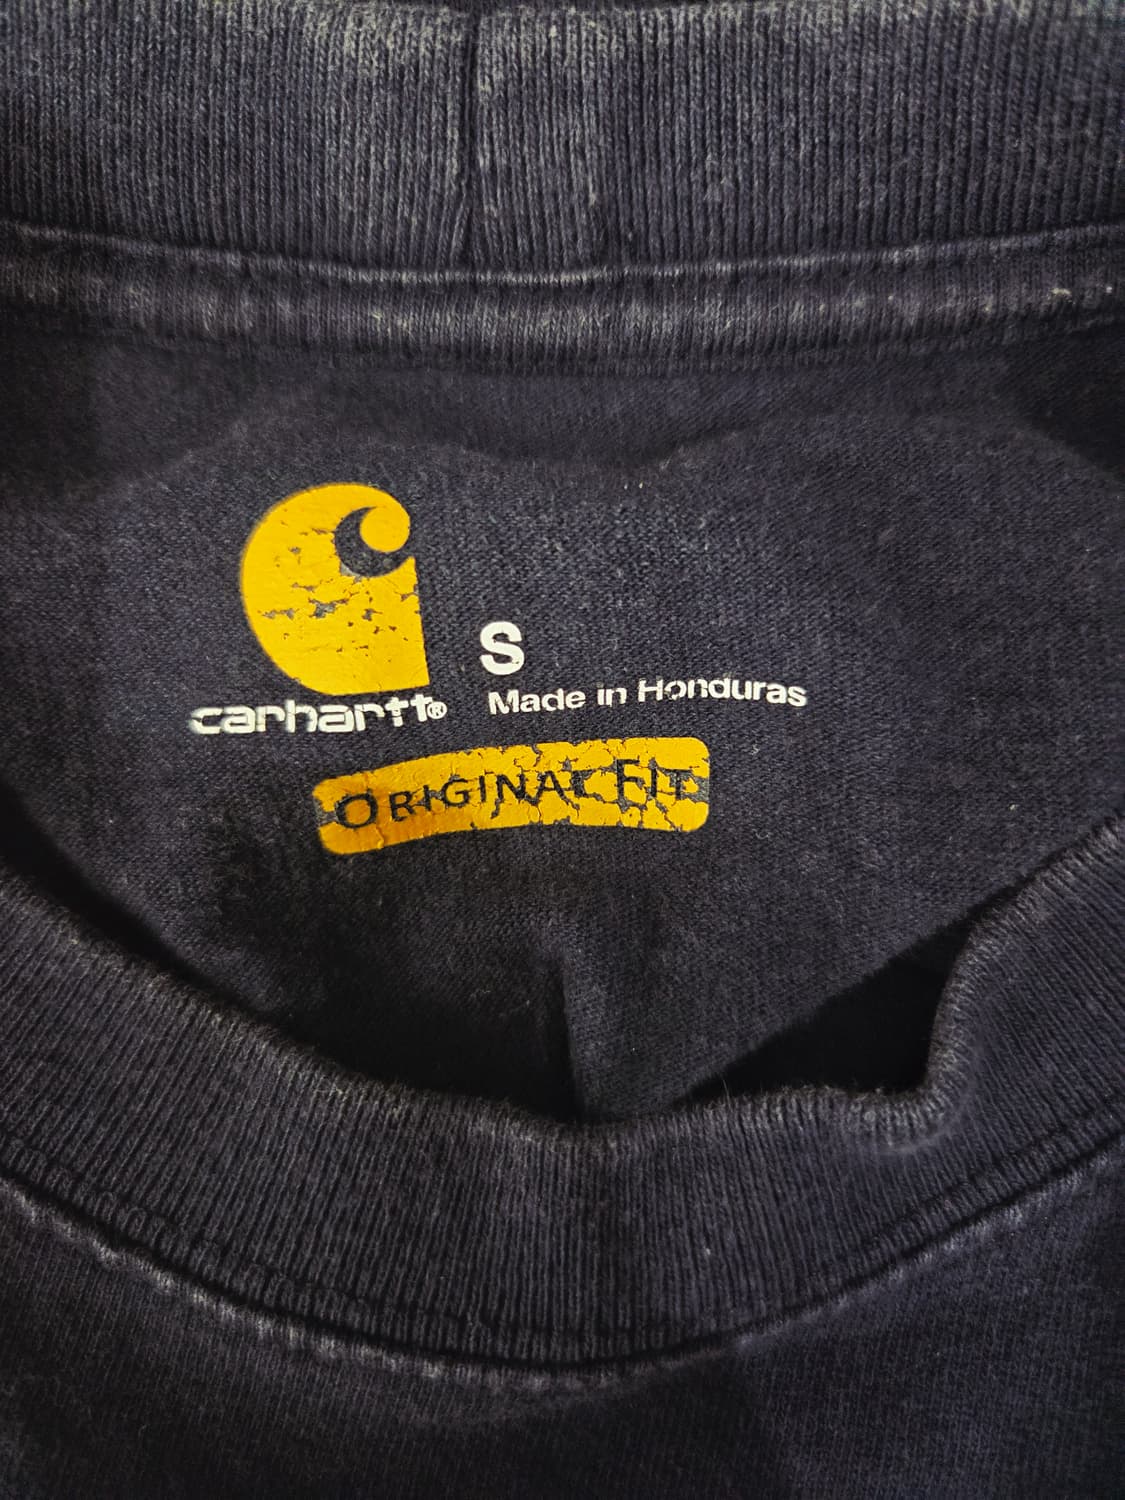 S
carhartt®
Made in Honduras
ORIGINAL FIT